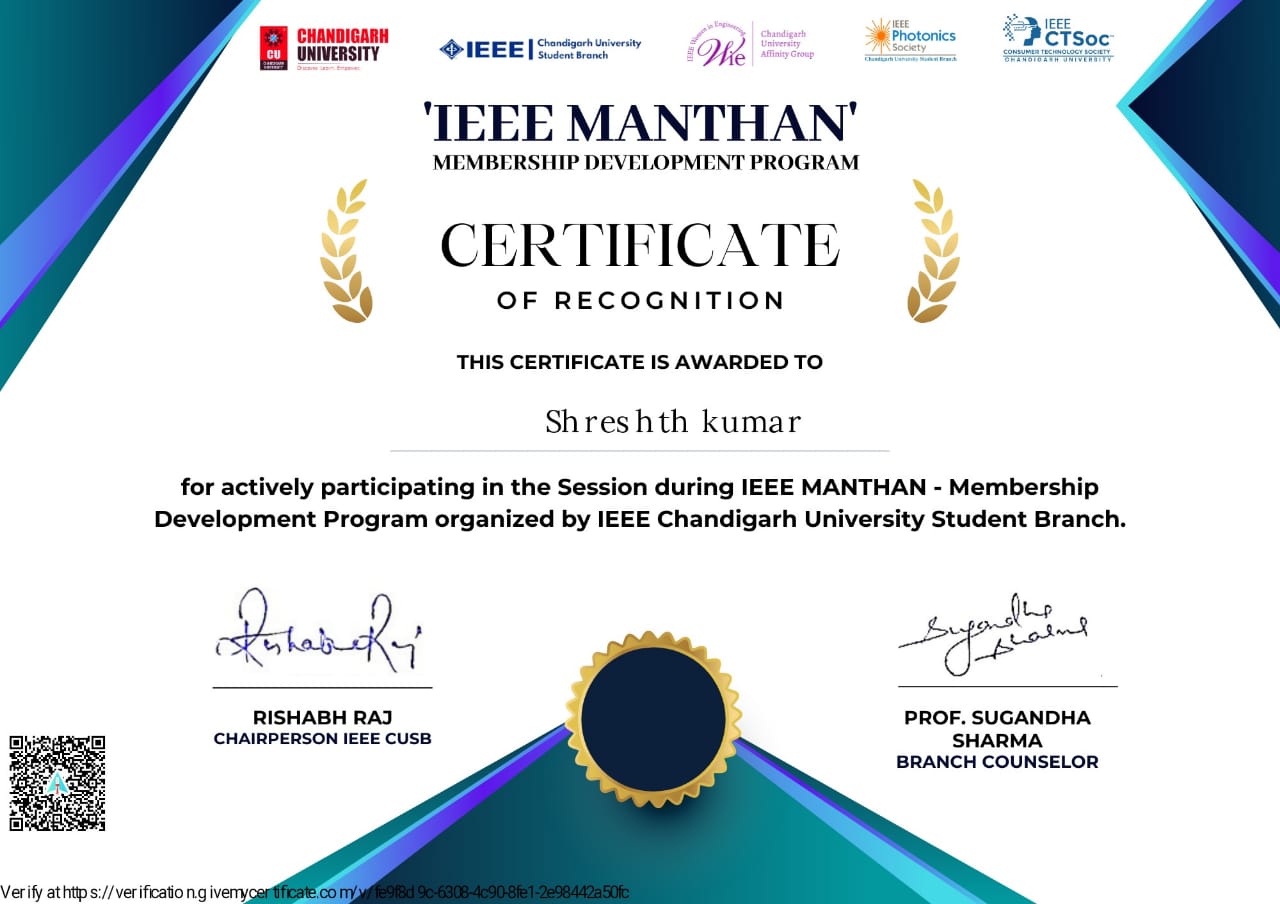 CHANDIGARH
UNIVERSITY
Discover. Learn. Empower.
CU
CHANDIGARH
UNIVERSITY
IEEE
Chandigarh University
Student Branch
IEEE Women in Engineering
WIE
Chandigarh
University
Affinity Group
IEEE
Photonics
Society
Chandigarh University Student Branch
IEEE
CTSoc
CONSUMER TECHNOLOGY SOCIETY
CHANDIGARH UNIVERSITY
'IEEE MANTHAN'
MEMBERSHIP DEVELOPMENT PROGRAM
CERTIFICATE
OF RECOGNITION
THIS CERTIFICATE IS AWARDED TO
Shreshth kumar
for actively participating in the Session during IEEE MANTHAN - Membership
Development Program organized by IEEE Chandigarh University Student Branch.
Rishabh Raj
Sugandha
Sharma
RISHABH RAJ
CHAIRPERSON IEEE CUSB
PROF. SUGANDHA
SHARMA
BRANCH COUNSELOR
Verify at https://verification.givemycertificate.com/v/fe9f8d9c-6308-4c90-8fe1-2e98442a50fc